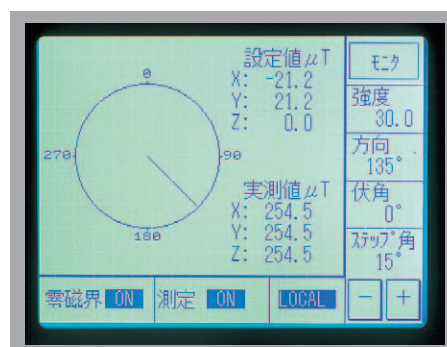 設定値μT
X: -21.2
Y: 21.2
Z: 0.0
0
270
90
180
実測値μT
X: 254.5
Y: 254.5
Z: 254.5
モニタ
強度
30.0
方向
135°
伏角
0°
ステップ角
15°
零磁界 ON
測定 ON
LOCAL
- +